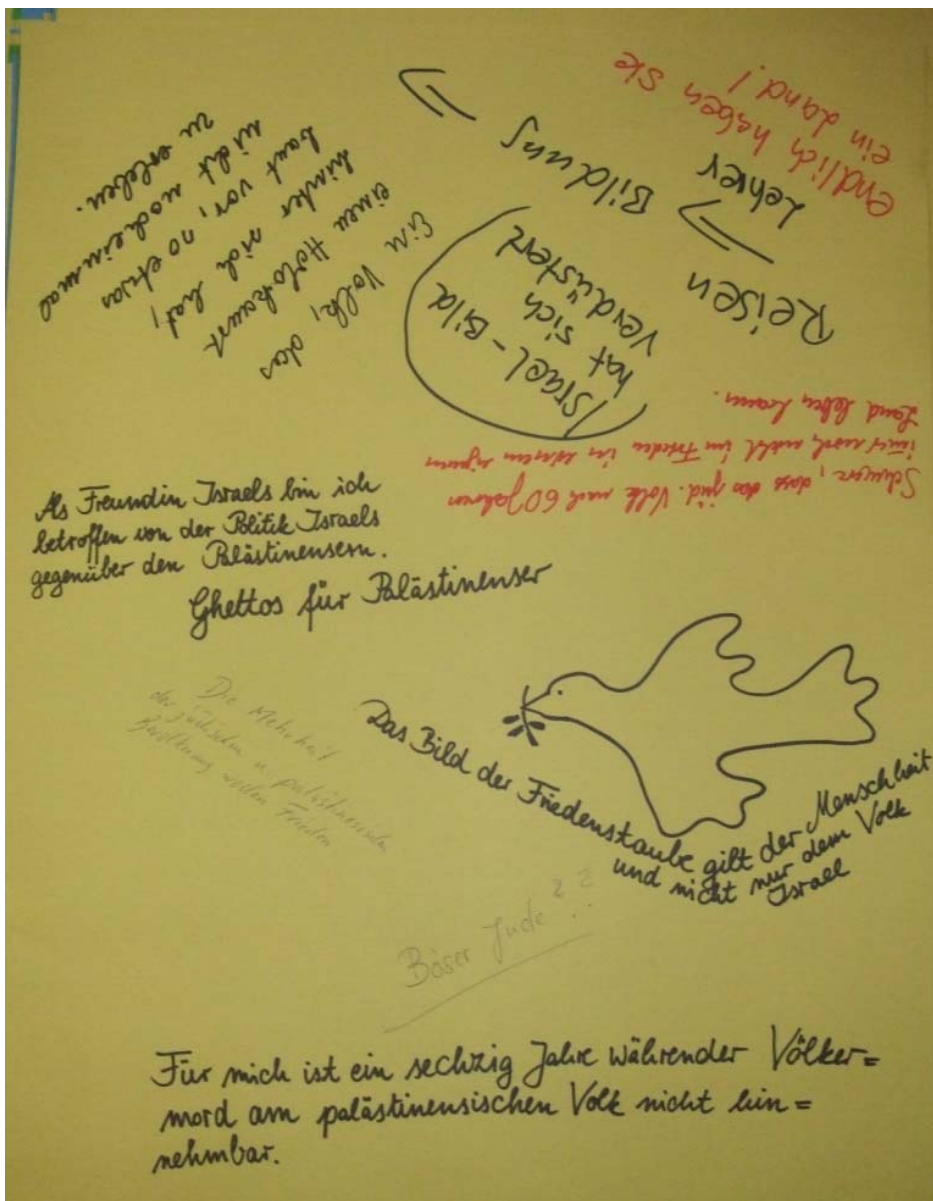 Als Freundin Israels bin ich
betroffen von der Politik Israels
gegenüber den Palästinensern.
Ghettos für Palästinenser
Die Mehrheit
der jüdischen u. palästinensischen
Bevölkerung wollen Frieden
Das Bild der Friedenstaube gilt der Menschheit
und nicht nur dem Volk
Israel
Böser Jude??
Für mich ist ein sechzig Jahre währender Völker=
mord am palästinensischen Volk nicht hin=
nehmbar.
Schlimm, dass das jüd. Volk nach 60 Jahren
immer noch nicht im Frieden in seinem eigenen
Land leben kann.
Israel-Bild
hat sich
verdüstert
Reisen
Lehrer
Bildung
endlich haben sie
ein Land!
Ein Volk, das
einen Holokaust
hinter sich hat,
baut vor, so etwas
nicht noch einmal
zu erleben.